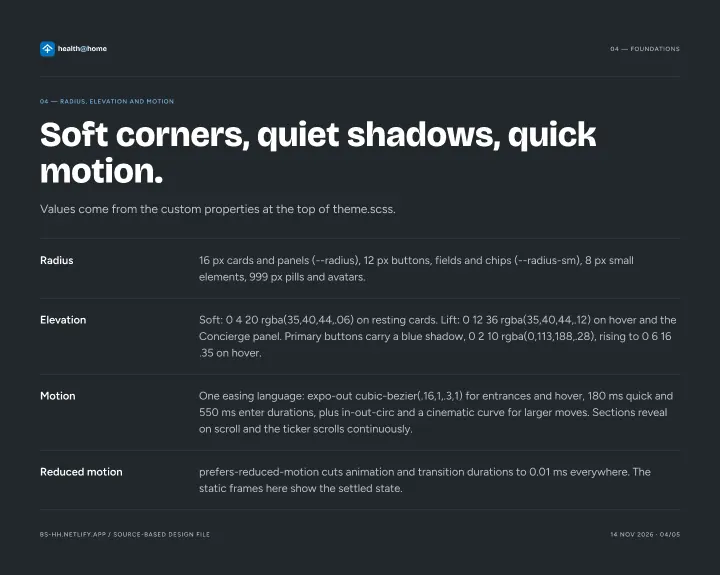 health@home
04 — FOUNDATIONS
04 — RADIUS, ELEVATION AND MOTION
Soft corners, quiet shadows, quick
motion.
Values come from the custom properties at the top of theme.scss.
Radius
16 px cards and panels (--radius), 12 px buttons, fields and chips (--radius-sm), 8 px small
elements, 999 px pills and avatars.
Elevation
Soft: 0 4 20 rgba(35,40,44,.06) on resting cards. Lift: 0 12 36 rgba(35,40,44,.12) on hover and the
Concierge panel. Primary buttons carry a blue shadow, 0 2 10 rgba(0,113,188,.28), rising to 0 6 16
.35 on hover.
Motion
One easing language: expo-out cubic-bezier(.16,1,.3,1) for entrances and hover, 180 ms quick and
550 ms enter durations, plus in-out-circ and a cinematic curve for larger moves. Sections reveal
on scroll and the ticker scrolls continuously.
Reduced motion
prefers-reduced-motion cuts animation and transition durations to 0.01 ms everywhere. The
static frames here show the settled state.
BS-HH.NETLIFY.APP / SOURCE-BASED DESIGN FILE
14 NOV 2026 · 04/05